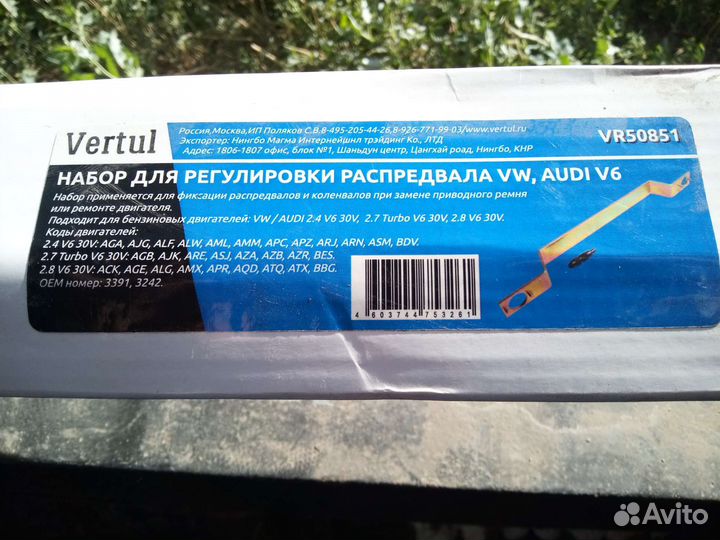 Vertul
Россия,Москва,ИП Поляков С.В.8-495-205-44-26,8-926-771-99-03/www.vertul.ru
Экспортер: Нингбо Магма Интернейшнл трэйдинг Ко., ЛТД
Адрес: 1806-1807 офис, блок №1, Шаньдун центр, Цангхай роад, Нингбо, КНР
VR50851
НАБОР ДЛЯ РЕГУЛИРОВКИ РАСПРЕДВАЛА VW, AUDI V6
Набор применяется для фиксации распредвалов и коленвалов при замене приводного ремня
или ремонте двигателя.
Подходит для бензиновых двигателей: VW / AUDI 2.4 V6 30V, 2.7 Turbo V6 30V, 2.8 V6 30V.
Коды двигателей:
2.4 V6 30V: AGA, AJG, ALF, ALW, AML, AMM, APC, APZ, ARJ, ARN, ASM, BDV.
2.7 Turbo V6 30V: AGB, AJK, ARE, ASJ, AZA, AZB, AZR, BES.
2.8 V6 30V: ACK, AGE, ALG, AMX, APR, AQD, ATQ, ATX, BBG.
OEM номер: 3391, 3242.
4 603744 753261
Avito